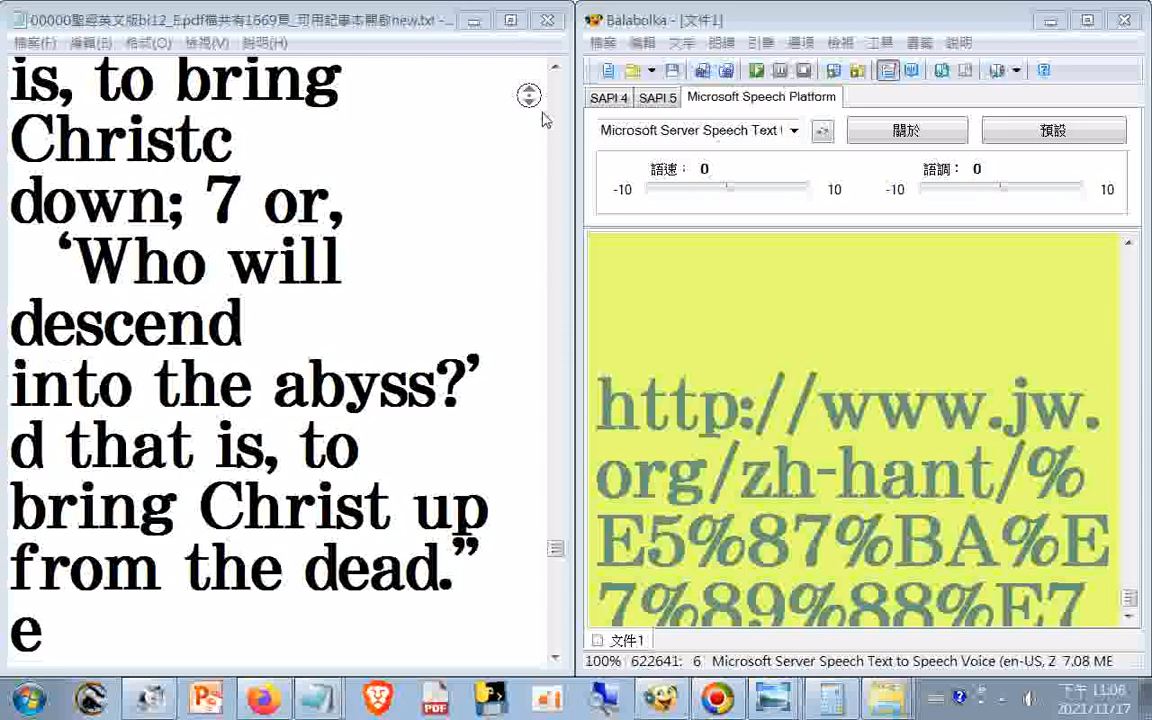 00000聖經英文版bi12_E.pdf檔共有1669頁_可用記事本開啟new.txt -...
檔案(F) 編輯(E) 格式(O) 檢視(V) 說明(H)
is, to bring
Christc
down; 7 or,
‘Who will
descend
into the abyss?’
d that is, to
bring Christ up
from the dead.”
e
Balabolka - [文件1]
檔案 編輯 文字 朗讀 引擎 選項 檢視 工具 書籤 說明
SAPI 4 SAPI 5 Microsoft Speech Platform
Microsoft Server Speech Text 關於 預設
語速： 0 語調： 0
-10 10 -10 10
http://www.jw.
org/zh-hant/%
E5%87%BA%E
7%89%88%E7
文件1
100% 622641: 6 Microsoft Server Speech Text to Speech Voice (en-US, Z 7.08 ME
PDF
下午 11:06
2021/11/17